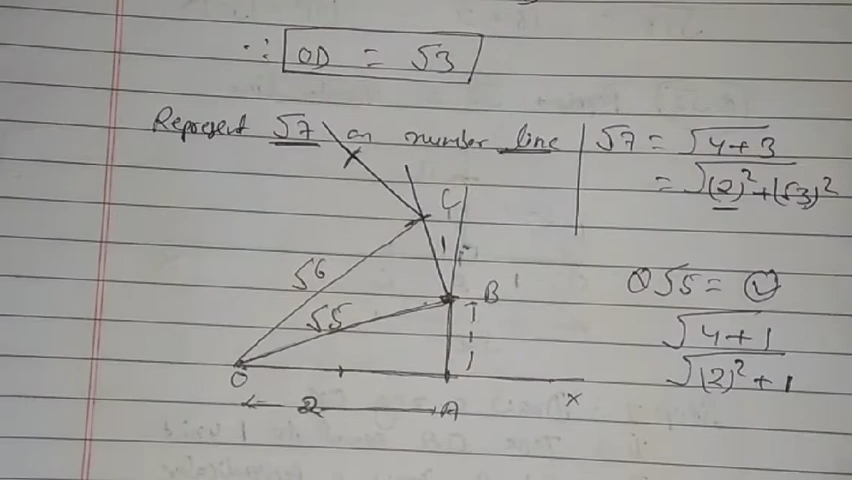 ∴ OD = √3
Represent √7 on number line
√7 = √4+3
= √(2)²+(√3)²
C
1
√6
B
1
√5
θ √5 =
√4+1
√(2)²+1
O
2
A
x